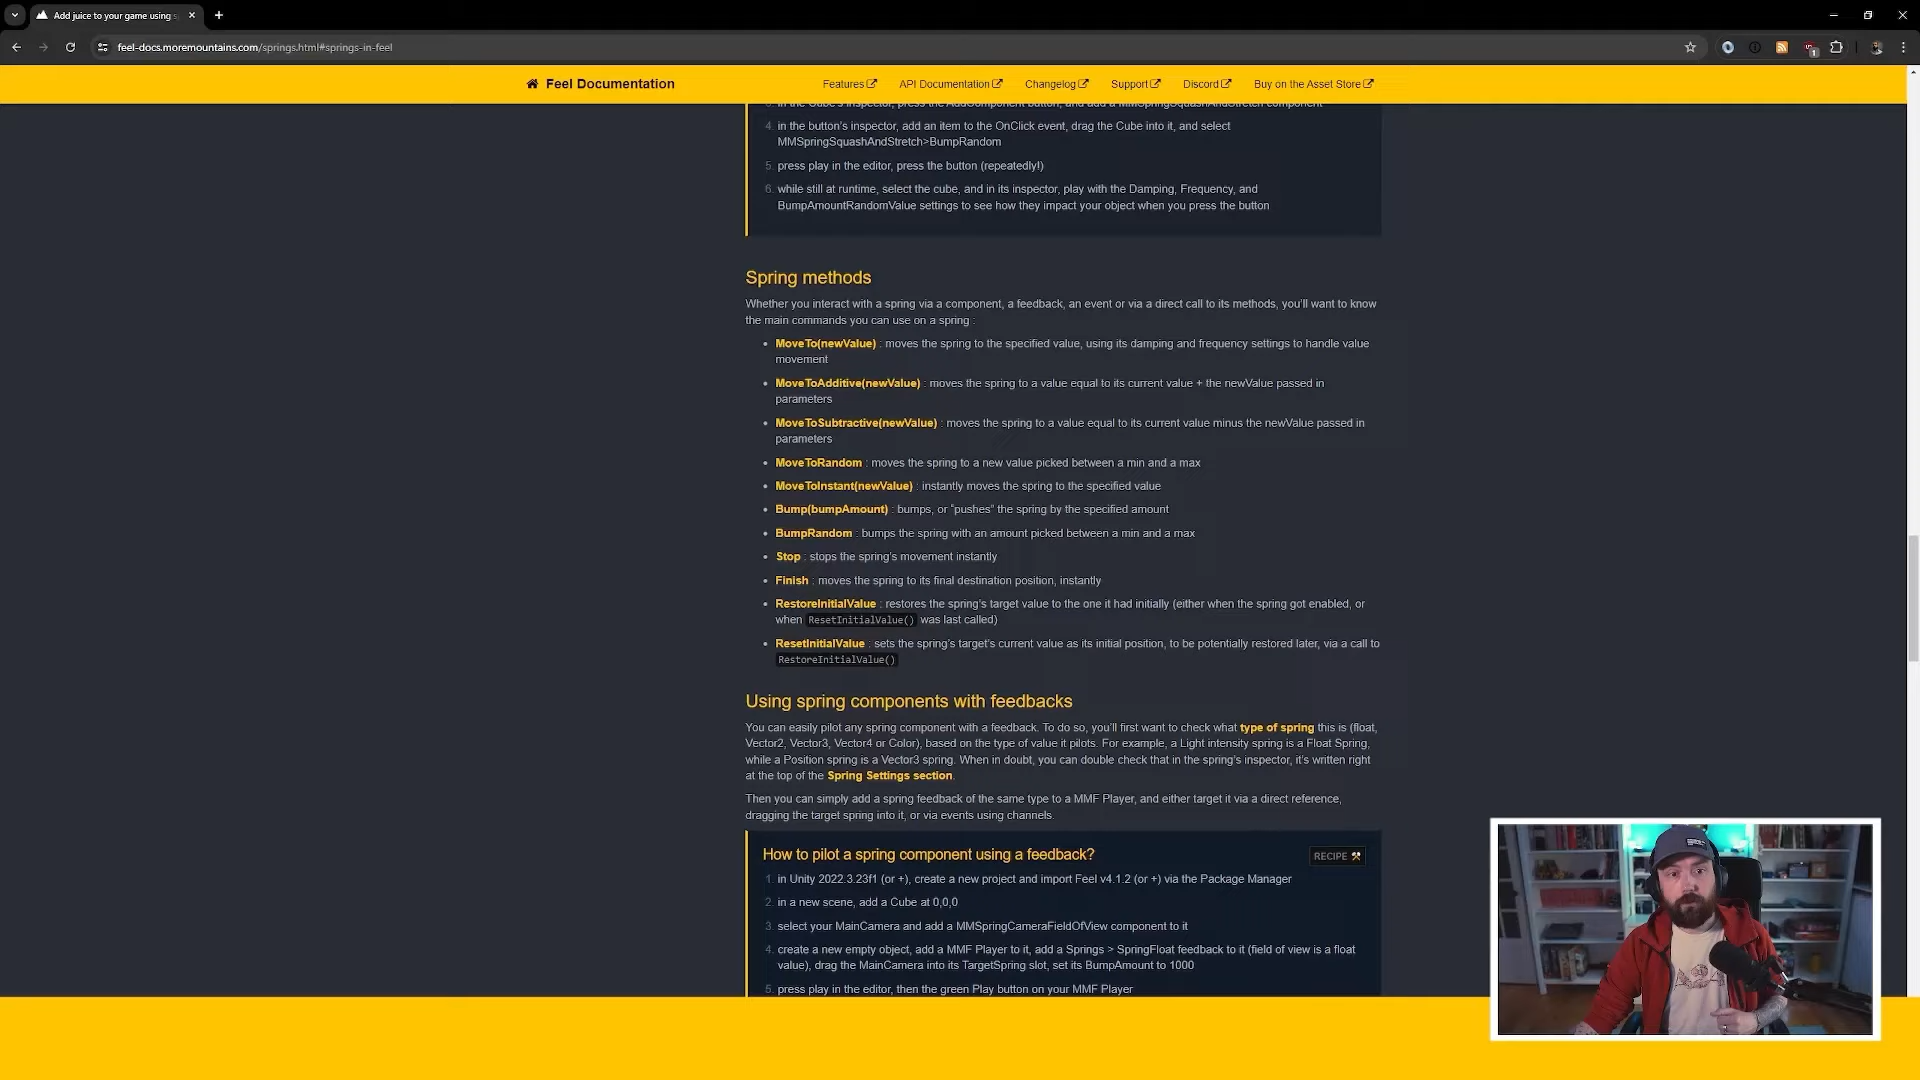 Add juice to your game using s
feel-docs.moremountains.com/springs.html#springs-in-feel
1
Feel Documentation
Features
API Documentation
Changelog
Support
Discord
Buy on the Asset Store
3. in the Cube's inspector, press the AddComponent button, and add a MMSpringSquashAndStretch component
4. in the button's inspector, add an item to the OnClick event, drag the Cube into it, and select
MMSpringSquashAndStretch>BumpRandom
5. press play in the editor, press the button (repeatedly!)
6. while still at runtime, select the cube, and in its inspector, play with the Damping, Frequency, and
BumpAmountRandomValue settings to see how they impact your object when you press the button
Spring methods
Whether you interact with a spring via a component, a feedback, an event or via a direct call to its methods, you'll want to know
the main commands you can use on a spring :
• MoveTo(newValue) : moves the spring to the specified value, using its damping and frequency settings to handle value
movement
• MoveToAdditive(newValue) : moves the spring to a value equal to its current value + the newValue passed in
parameters
• MoveToSubtractive(newValue) : moves the spring to a value equal to its current value minus the newValue passed in
parameters
• MoveToRandom : moves the spring to a new value picked between a min and a max
• MoveToInstant(newValue) : instantly moves the spring to the specified value
• Bump(bumpAmount) : bumps, or "pushes" the spring by the specified amount
• BumpRandom : bumps the spring with an amount picked between a min and a max
• Stop : stops the spring's movement instantly
• Finish : moves the spring to its final destination position, instantly
• RestoreInitialValue : restores the spring's target value to the one it had initially (either when the spring got enabled, or
when ResetInitialValue() was last called)
• ResetInitialValue : sets the spring's target's current value as its initial position, to be potentially restored later, via a call to
RestoreInitialValue()
Using spring components with feedbacks
You can easily pilot any spring component with a feedback. To do so, you'll first want to check what type of spring this is (float,
Vector2, Vector3, Vector4 or Color), based on the type of value it pilots. For example, a Light intensity spring is a Float Spring,
while a Position spring is a Vector3 spring. When in doubt, you can double check that in the spring's inspector, it's written right
at the top of the Spring Settings section.
Then you can simply add a spring feedback of the same type to a MMF Player, and either target it via a direct reference,
dragging the target spring into it, or via events using channels.
How to pilot a spring component using a feedback?
RECIPE
1. in Unity 2022.3.23f1 (or +), create a new project and import Feel v4.1.2 (or +) via the Package Manager
2. in a new scene, add a Cube at 0,0,0
3. select your MainCamera and add a MMSpringCameraFieldOfView component to it
4. create a new empty object, add a MMF Player to it, add a Springs > SpringFloat feedback to it (field of view is a float
value), drag the MainCamera into its TargetSpring slot, set its BumpAmount to 1000
5. press play in the editor, then the green Play button on your MMF Player